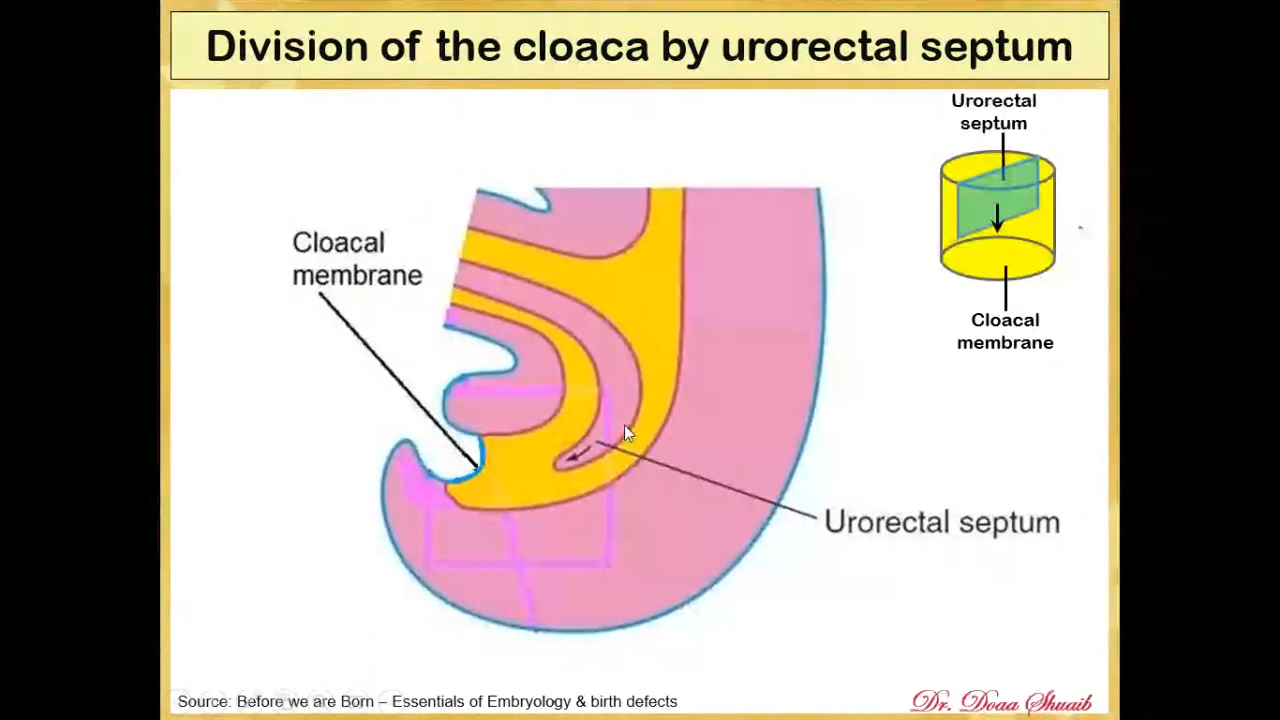 Division of the cloaca by urorectal septum
Urorectal
septum
Cloacal
membrane
Cloacal
membrane
Urorectal septum
Source: Before we are Born – Essentials of Embryology & birth defects
Dr. Doaa Shuaib